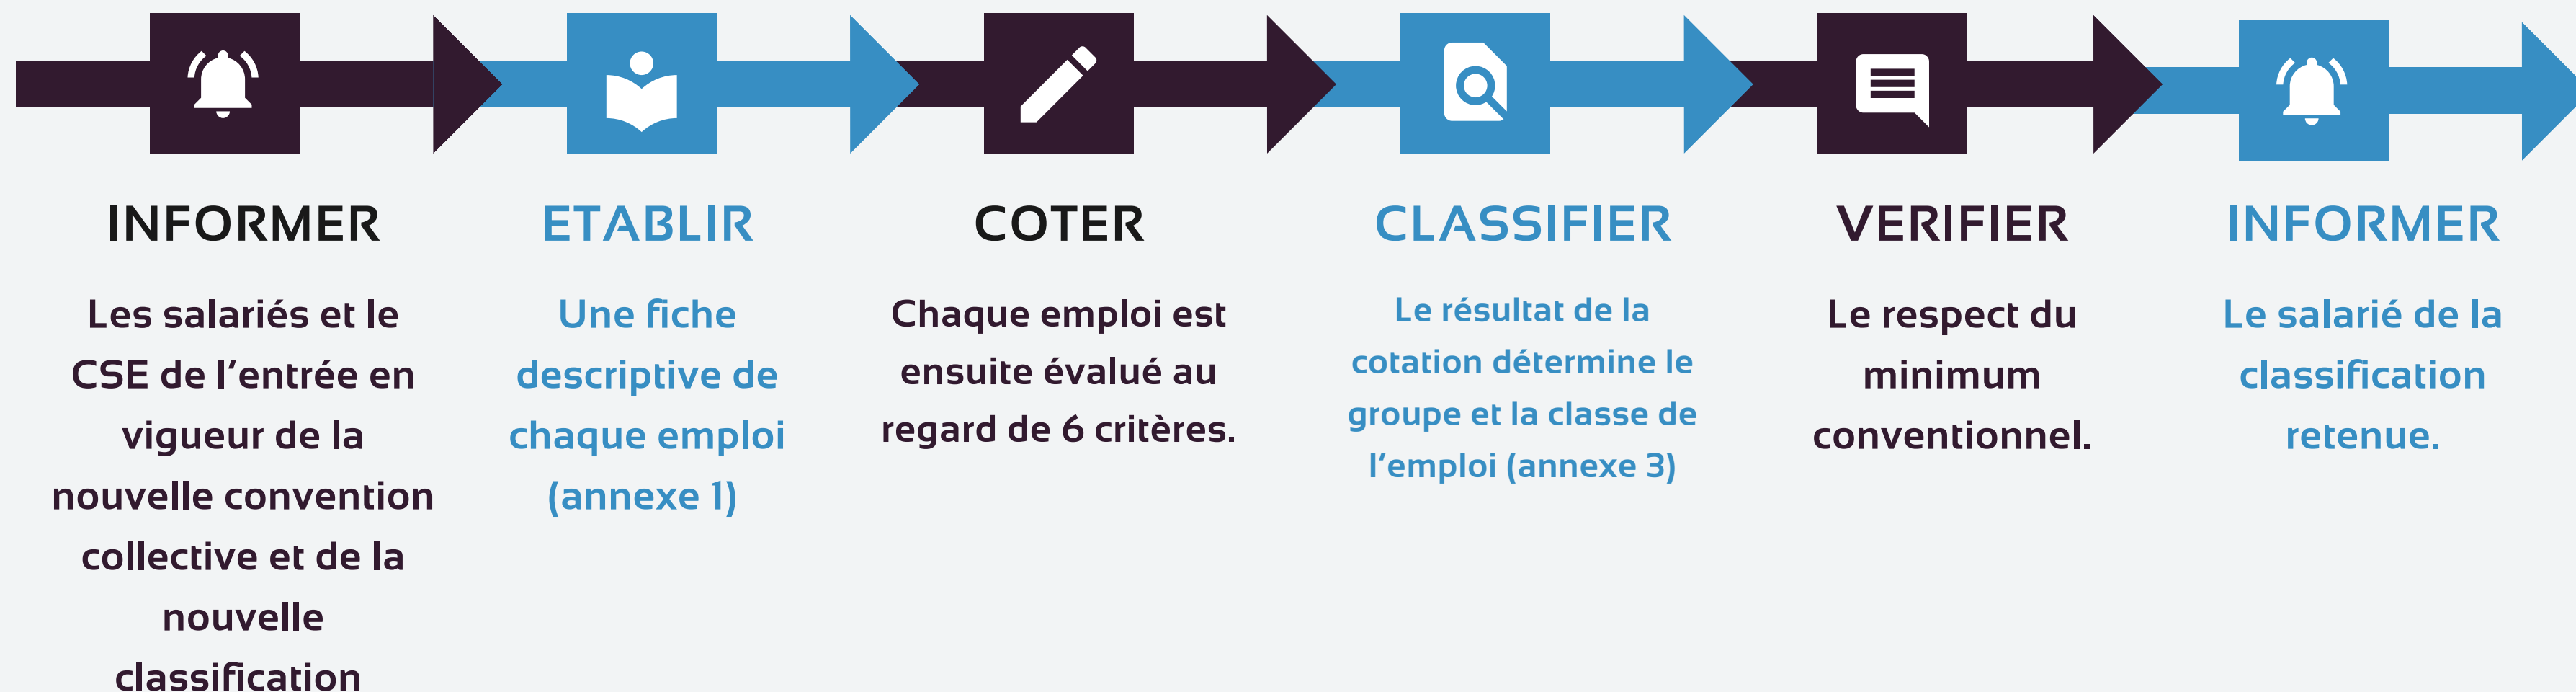 INFORMER
Les salariés et le
CSE de l'entrée en
vigueur de la
nouvelle convention
collective et de la
nouvelle
classification
ETABLIR
Une fiche
descriptive de
chaque emploi
(annexe 1)
COTER
Chaque emploi est
ensuite évalué au
regard de 6 critères.
CLASSIFIER
Le résultat de la
cotation détermine le
groupe et la classe de
l'emploi (annexe 3)
VERIFIER
Le respect du
minimum
conventionnel.
INFORMER
Le salarié de la
classification
retenue.